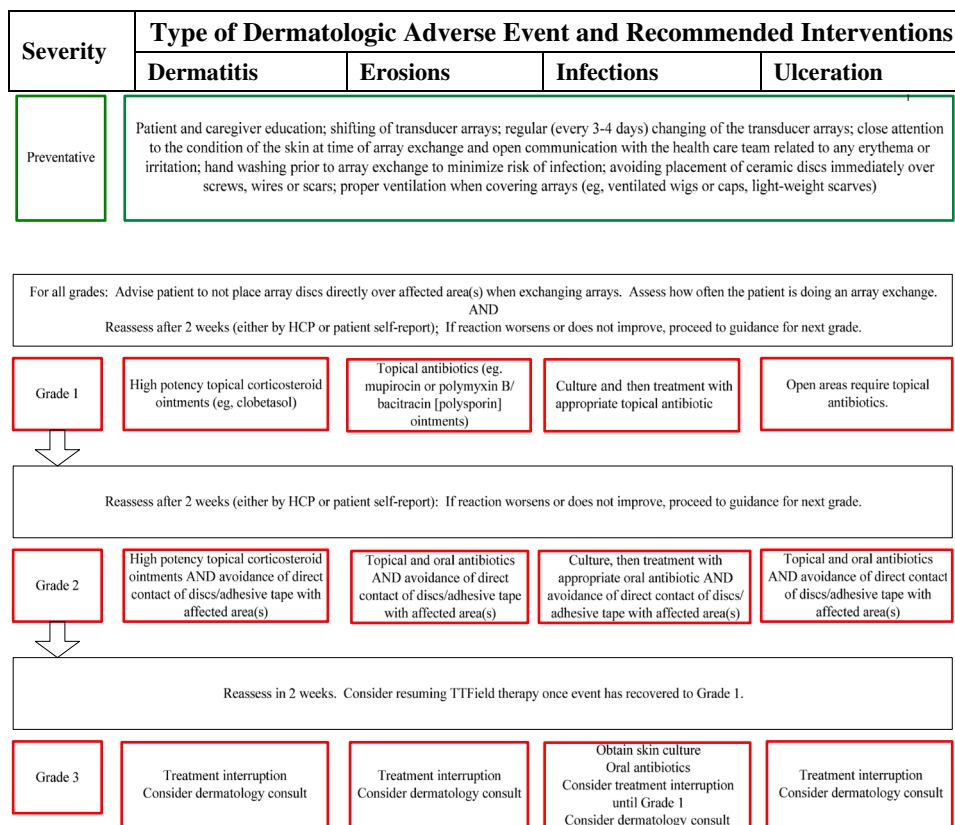 Severity
Type of Dermatologic Adverse Event and Recommended Interventions
Dermatitis
Erosions
Infections
Ulceration
Preventative
Patient and caregiver education; shifting of transducer arrays; regular (every 3-4 days) changing of the transducer arrays; close attention
to the condition of the skin at time of array exchange and open communication with the health care team related to any erythema or
irritation; hand washing prior to array exchange to minimize risk of infection; avoiding placement of ceramic discs immediately over
screws, wires or scars; proper ventilation when covering arrays (eg, ventilated wigs or caps, light-weight scarves)
For all grades: Advise patient to not place array discs directly over affected area(s) when exchanging arrays. Assess how often the patient is doing an array exchange.
AND
Reassess after 2 weeks (either by HCP or patient self-report); If reaction worsens or does not improve, proceed to guidance for next grade.
Grade 1
High potency topical corticosteroid
ointments (eg, clobetasol)
Topical antibiotics (eg.
mupirocin or polymyxin B/
bacitracin [polysporin]
ointments)
Culture and then treatment with
appropriate topical antibiotic
Open areas require topical
antibiotics.
Reassess after 2 weeks (either by HCP or patient self-report): If reaction worsens or does not improve, proceed to guidance for next grade.
Grade 2
High potency topical corticosteroid
ointments AND avoidance of direct
contact of discs/adhesive tape with
affected area(s)
Topical and oral antibiotics
AND avoidance of direct
contact of discs/adhesive tape
with affected area(s)
Culture, then treatment with
appropriate oral antibiotic AND
avoidance of direct contact of discs/
adhesive tape with affected area(s)
Topical and oral antibiotics
AND avoidance of direct contact
of discs/adhesive tape with
affected area(s)
Reassess in 2 weeks. Consider resuming TTField therapy once event has recovered to Grade 1.
Grade 3
Treatment interruption
Consider dermatology consult
Treatment interruption
Consider dermatology consult
Obtain skin culture
Oral antibiotics
Consider treatment interruption
until Grade 1
Consider dermatology consult
Treatment interruption
Consider dermatology consult